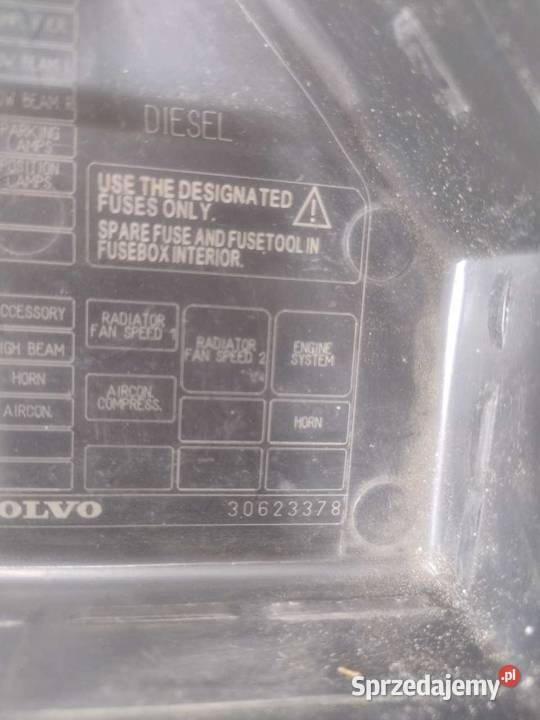 LOW BEAM R
PARKING
LAMPS
POSITION
LAMPS
DIESEL
USE THE DESIGNATED
FUSES ONLY.
SPARE FUSE AND FUSETOOL IN
FUSEBOX INTERIOR.
ACCESSORY
HIGH BEAM
HORN
AIRCON.
RADIATOR
FAN SPEED 1
AIRCON.
COMPRESS.
RADIATOR
FAN SPEED 2
ENGINE
SYSTEM
HORN
VOLVO
30623378
Sprzedajemy.pl